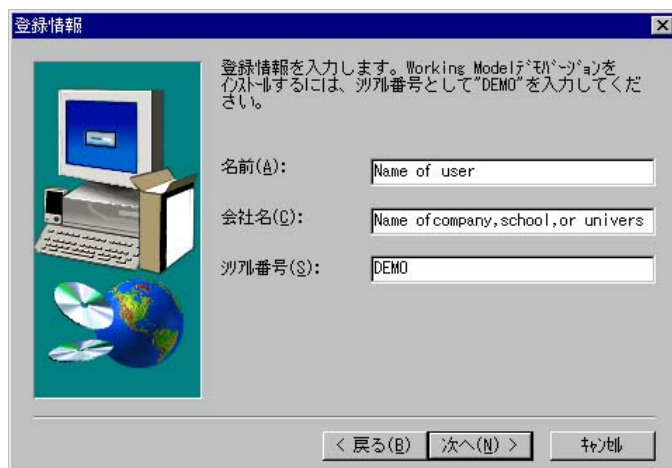 登録情報
登録情報を入力します。Working Modelﾃﾞﾓﾊﾞｰｼﾞｮﾝを
ｲﾝｽﾄｰﾙするには、ｼﾘｱﾙ番号として"DEMO"を入力してくだ
さい。
名前(A):
Name of user
会社名(C):
Name ofcompany,school,or univers
ｼﾘｱﾙ番号(S):
DEMO
< 戻る(B)
次へ(N) >
ｷｬﾝｾﾙ